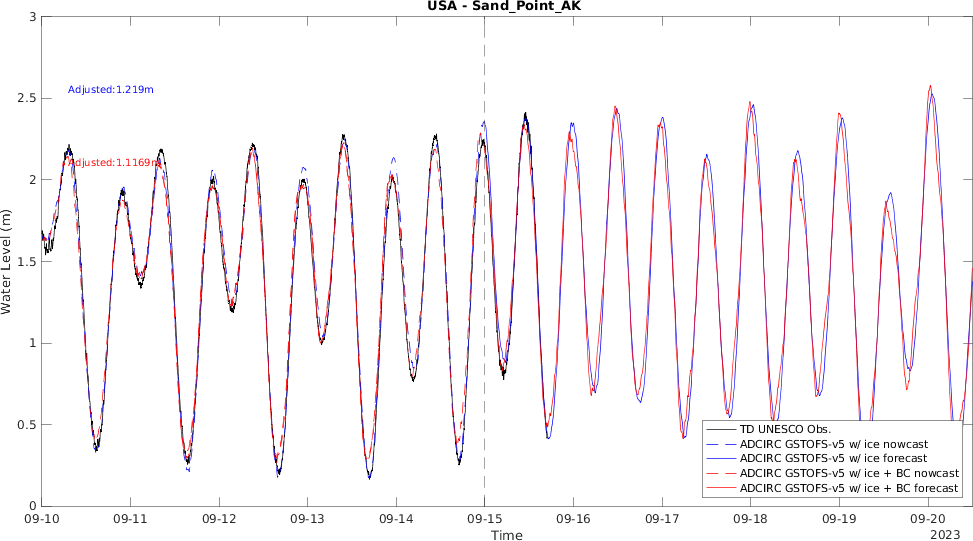 USA - Sand_Point_AK
3
2.5
2
1.5
1
0.5
0
Water Level (m)
Adjusted:1.219m
Adjusted:1.1169m
TD UNESCO Obs.
ADCIRC GSTOFS-v5 w/ ice nowcast
ADCIRC GSTOFS-v5 w/ ice forecast
ADCIRC GSTOFS-v5 w/ ice + BC nowcast
ADCIRC GSTOFS-v5 w/ ice + BC forecast
09-10 09-11 09-12 09-13 09-14 09-15 09-16 09-17 09-18 09-19 09-20
Time
2023